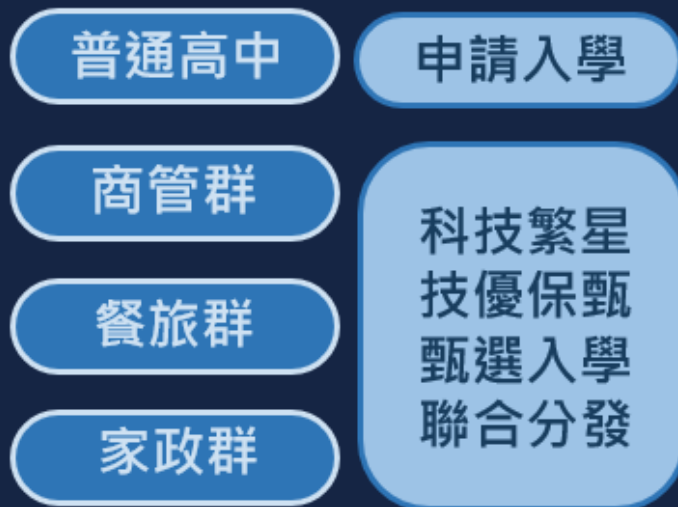 普通高中
申請入學
商管群
餐旅群
家政群
科技繁星
技優保甄
甄選入學
聯合分發